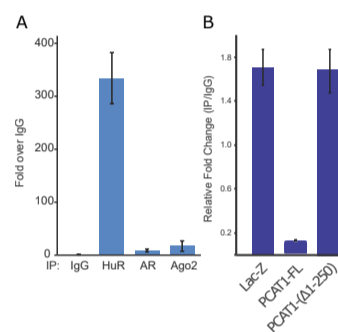 A
Fold over IgG
400
300
200
100
0
IP: IgG HuR AR Ago2
B
Relative Fold Change (IP/IgG)
1.8
1.4
1.0
0.6
0.2
Lac-Z
PCAT1-FL
PCAT1-(Δ1-250)